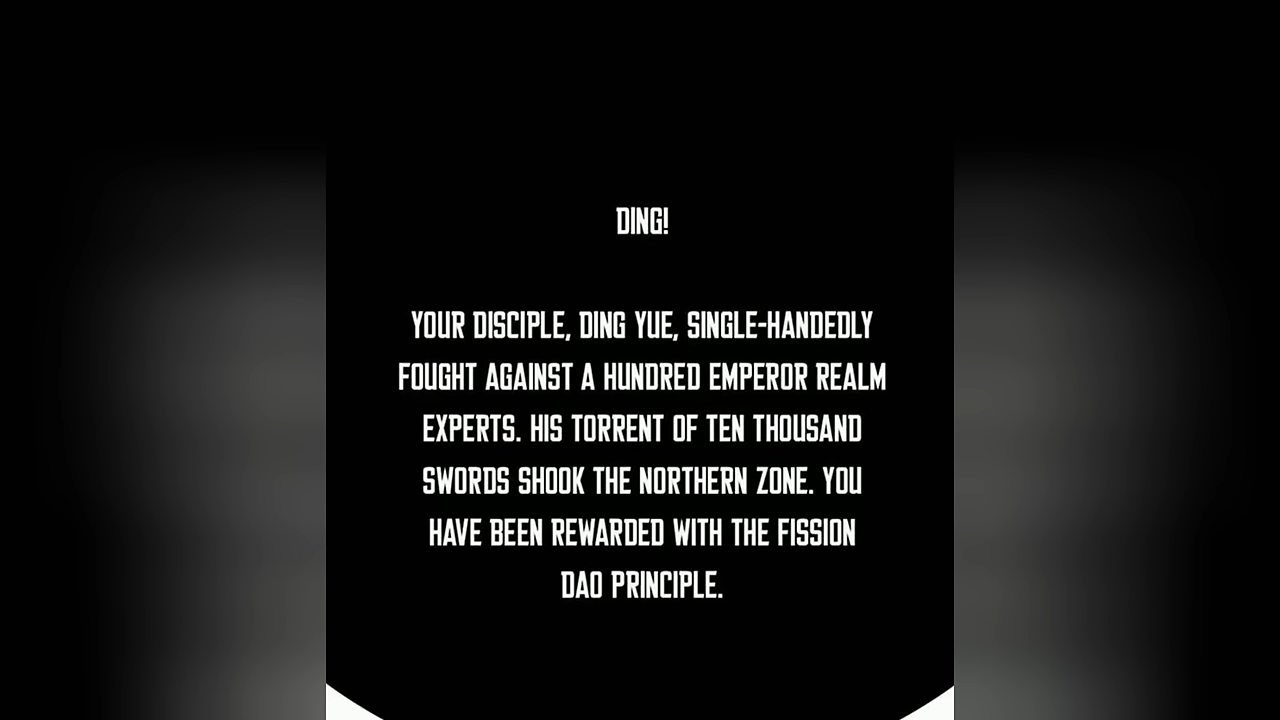 DING!
YOUR DISCIPLE, DING YUE, SINGLE-HANDEDLY
FOUGHT AGAINST A HUNDRED EMPEROR REALM
EXPERTS. HIS TORRENT OF TEN THOUSAND
SWORDS SHOOK THE NORTHERN ZONE. YOU
HAVE BEEN REWARDED WITH THE FISSION
DAO PRINCIPLE.